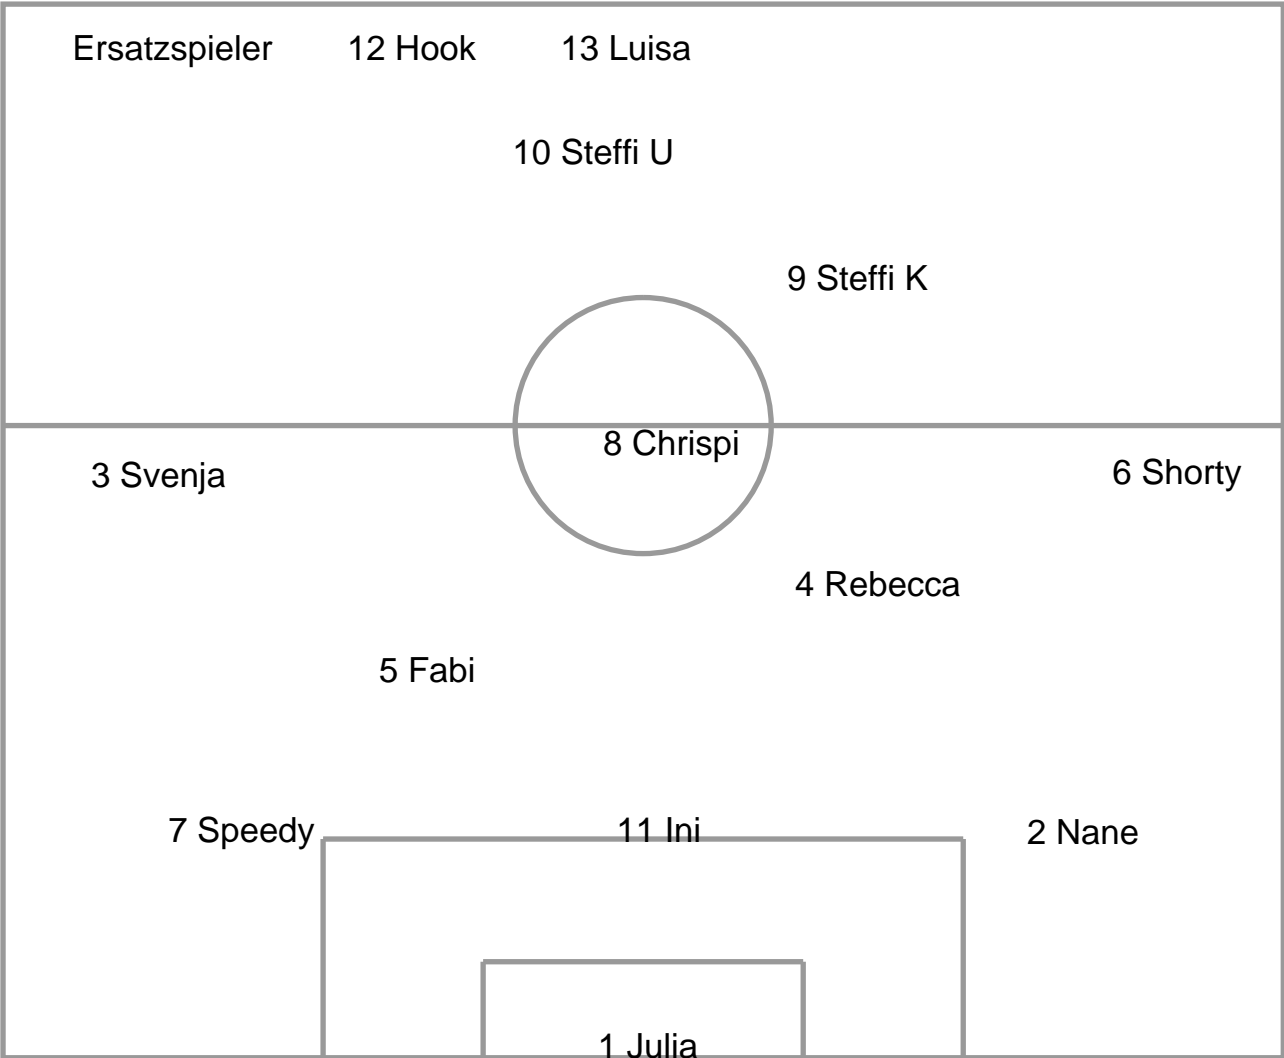 Ersatzspieler 12 Hook 13 Luisa
10 Steffi U
9 Steffi K
8 Chrispi
3 Svenja 6 Shorty
4 Rebecca
5 Fabi
7 Speedy 11 Ini 2 Nane
1 Julia